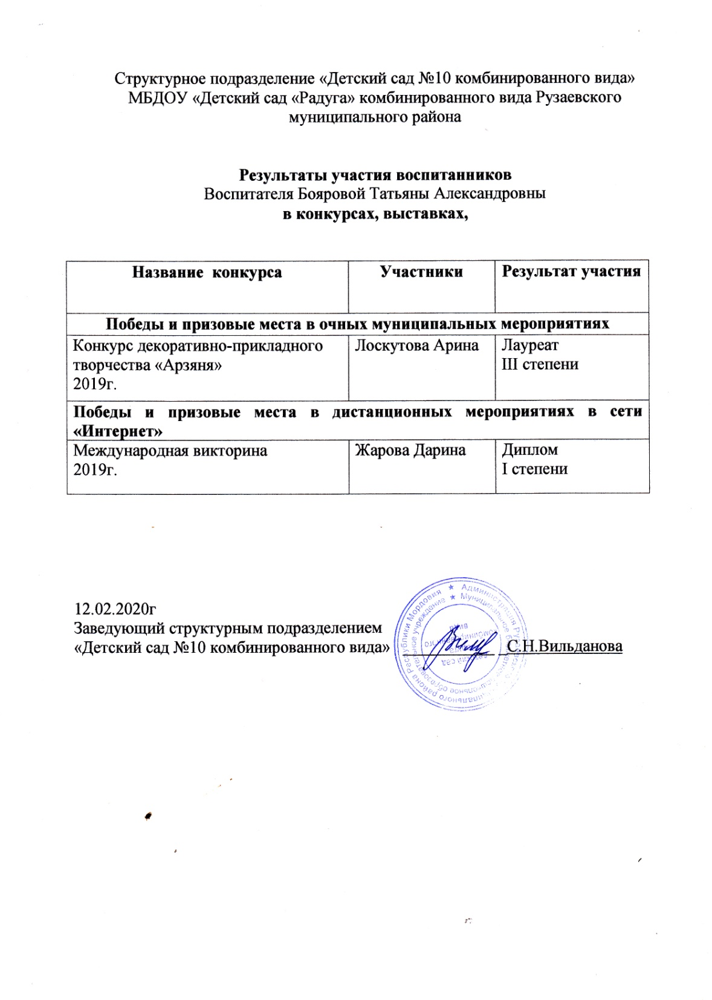 Структурное подразделение «Детский сад №10 комбинированного вида»
МБДОУ «Детский сад «Радуга» комбинированного вида Рузаевского
муниципального района
Результаты участия воспитанников
Воспитателя Бояровой Татьяны Александровны
в конкурсах, выставках,
Название конкурса
Участники
Результат участия
Победы и призовые места в очных муниципальных мероприятиях
Конкурс декоративно-прикладного
творчества «Арзяня»
2019г.
Лоскутова Арина
Лауреат
III степени
Победы и призовые места в дистанционных мероприятиях в сети
«Интернет»
Международная викторина
2019г.
Жарова Дарина
Диплом
I степени
12.02.2020г
Заведующий структурным подразделением
«Детский сад №10 комбинированного вида» С.Н.Вильданова
★ Администрация района Республики Мордовия
★ Муниципальное образовательное учреждение
детский сад
вида